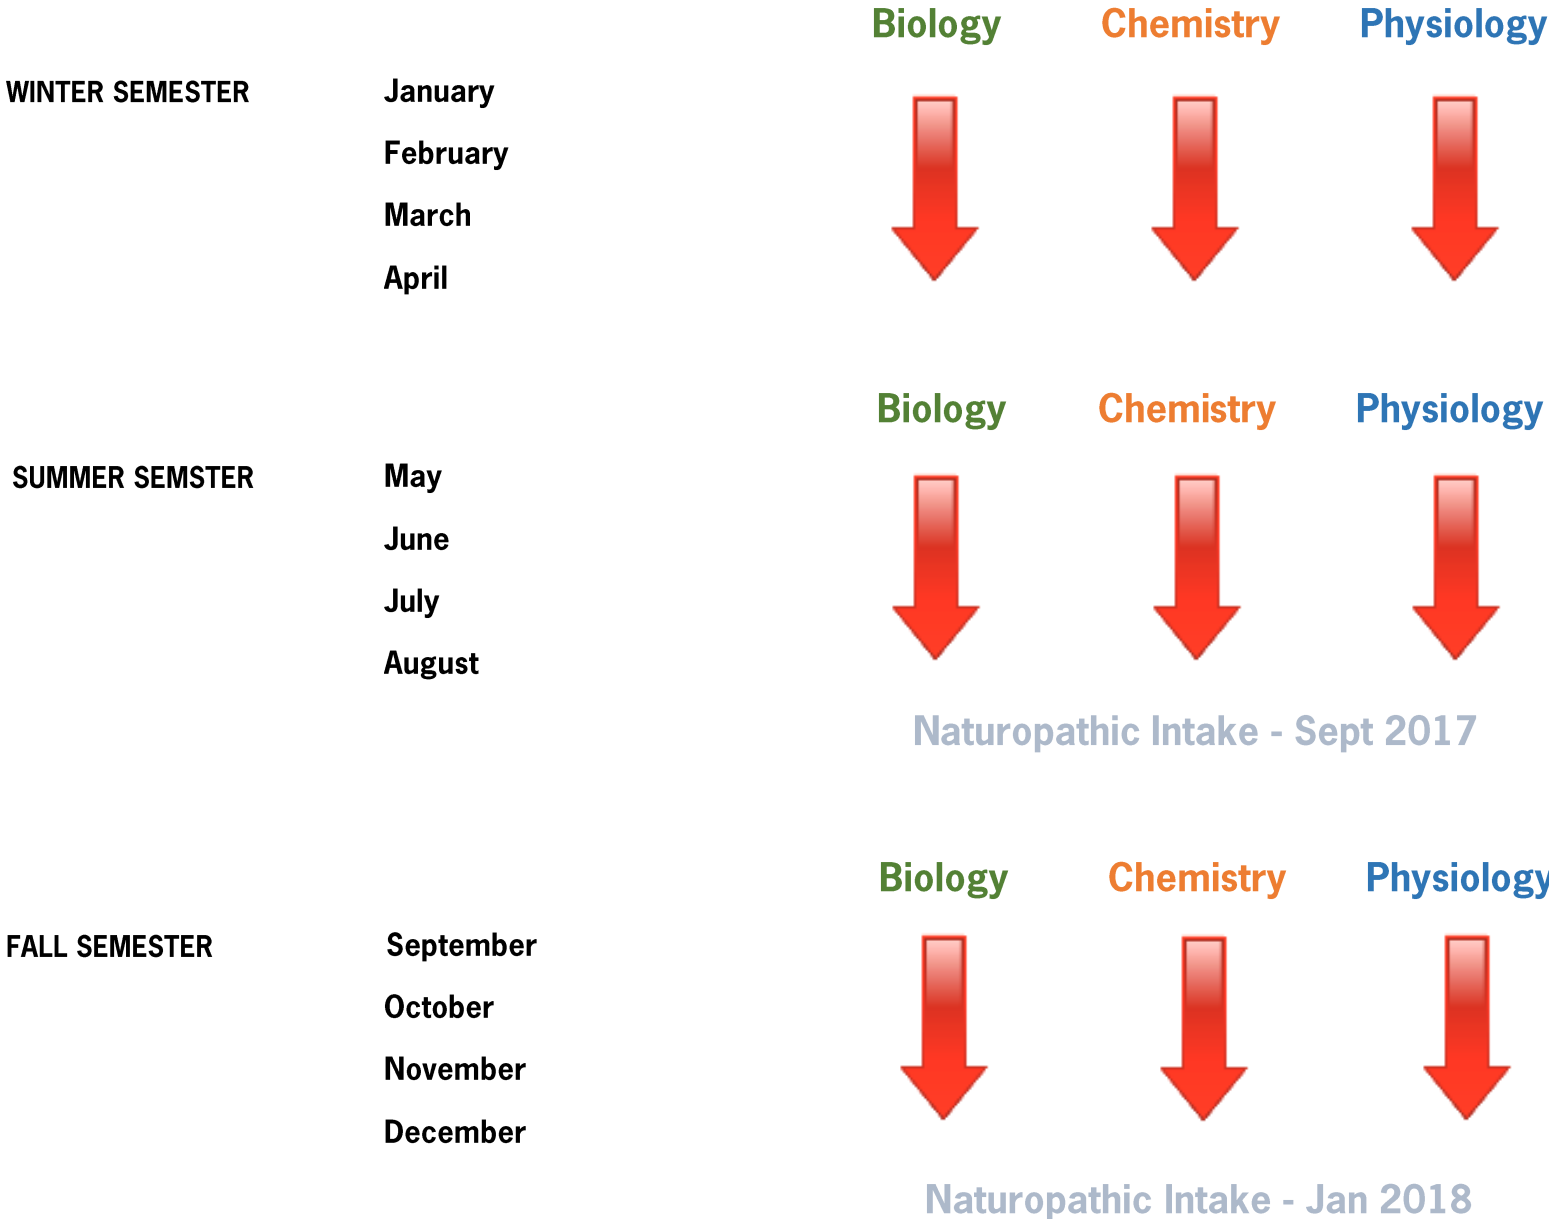 Biology Chemistry Physiology
WINTER SEMESTER January
February
March
April
Biology Chemistry Physiology
SUMMER SEMSTER May
June
July
August
Naturopathic Intake - Sept 2017
Biology Chemistry Physiology
FALL SEMESTER September
October
November
December
Naturopathic Intake - Jan 2018